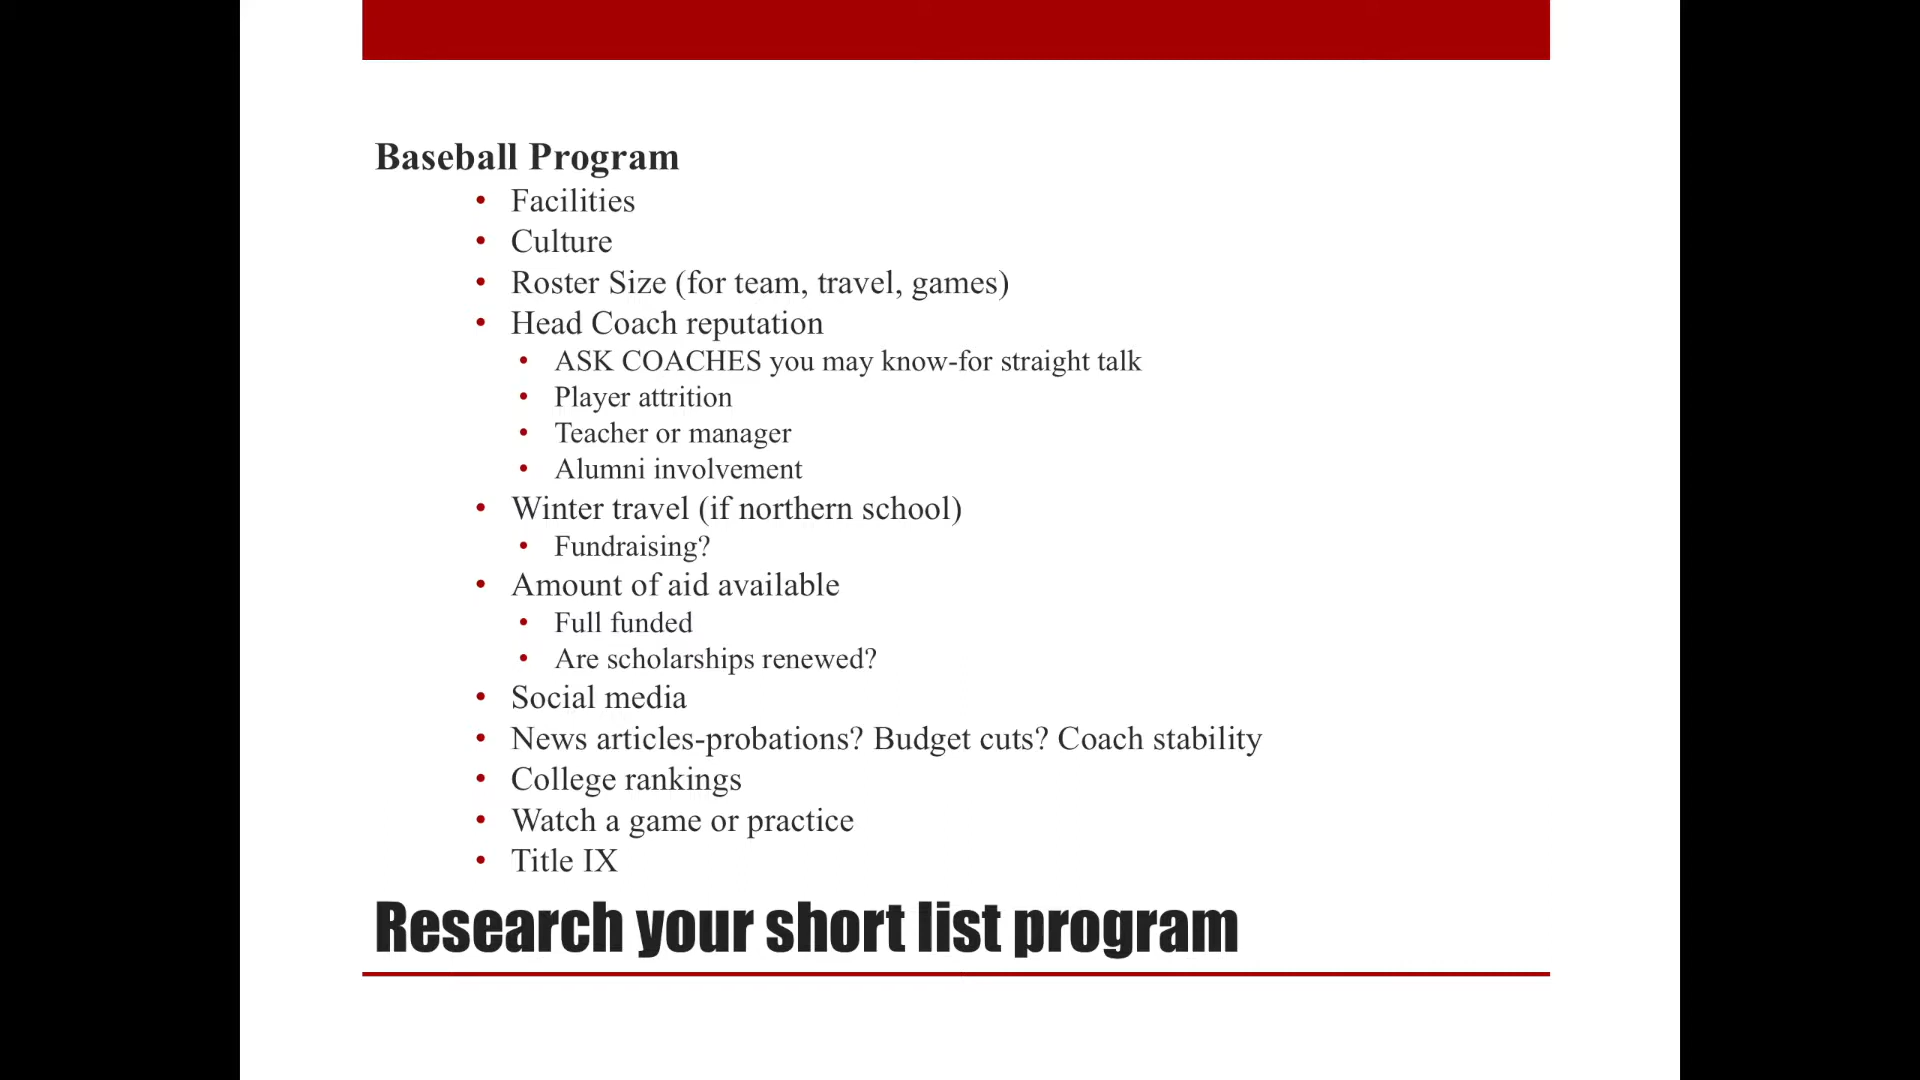 Baseball Program
• Facilities
• Culture
• Roster Size (for team, travel, games)
• Head Coach reputation
• ASK COACHES you may know-for straight talk
• Player attrition
• Teacher or manager
• Alumni involvement
• Winter travel (if northern school)
• Fundraising?
• Amount of aid available
• Full funded
• Are scholarships renewed?
• Social media
• News articles-probations? Budget cuts? Coach stability
• College rankings
• Watch a game or practice
• Title IX
Research your short list program